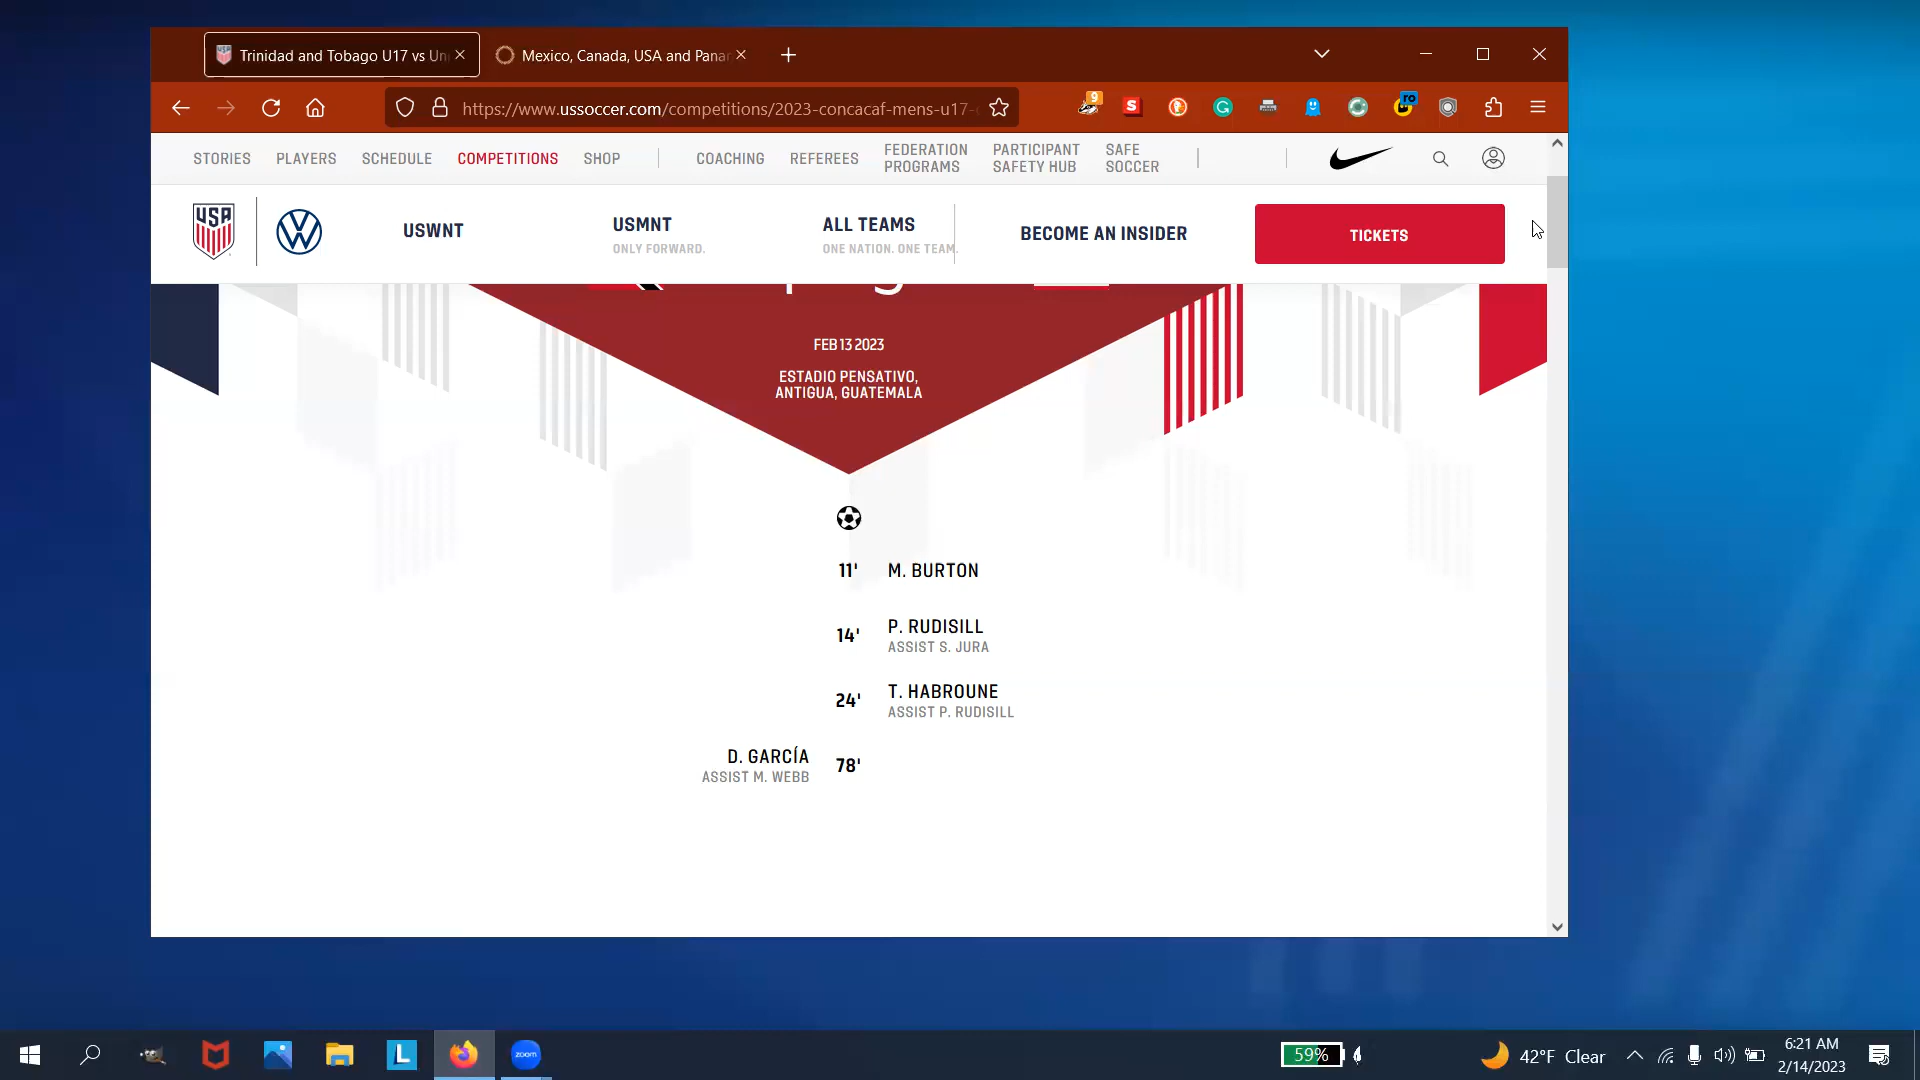 Trinidad and Tobago U17 vs Un
Mexico, Canada, USA and Pana
https://www.ussoccer.com/competitions/2023-concacaf-mens-u17-
9
S
G
ro
STORIES
PLAYERS
SCHEDULE
COMPETITIONS
SHOP
COACHING
REFEREES
FEDERATION
PROGRAMS
PARTICIPANT
SAFETY HUB
SAFE
SOCCER
USA
USWNT
USMNT
ONLY FORWARD.
ALL TEAMS
ONE NATION. ONE TEAM.
BECOME AN INSIDER
TICKETS
FEB 13 2023
ESTADIO PENSATIVO,
ANTIGUA, GUATEMALA
11' M. BURTON
14' P. RUDISILL
ASSIST S. JURA
24' T. HABROUNE
ASSIST P. RUDISILL
D. GARCÍA 78'
ASSIST M. WEBB
L
zoom
59%
42°F Clear
6:21 AM
2/14/2023